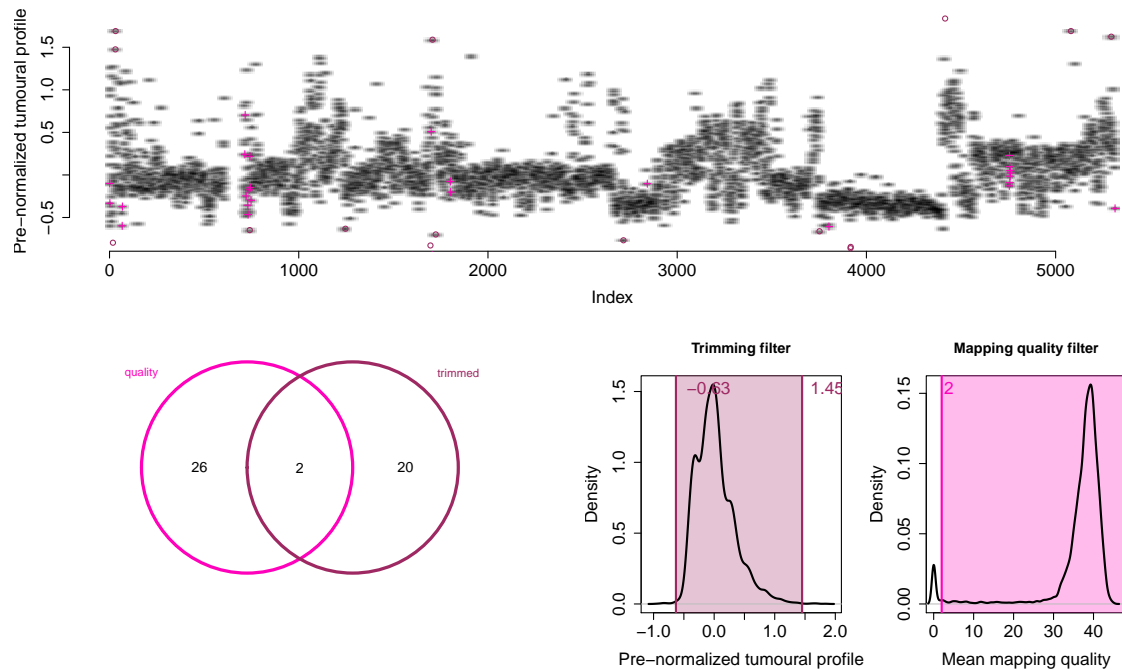 Pre−normalized tumoural profile
1.5
1.0
0.5
−0.5
0 1000 2000 3000 4000 5000
Index
quality
trimmed
26 2 20
Trimming filter
−0.63
1.45
Density
1.5
1.0
0.5
0.0
−1.0 0.0 1.0 2.0
Pre−normalized tumoural profile
Mapping quality filter
2
Density
0.15
0.10
0.05
0.00
0 10 20 30 40
Mean mapping quality